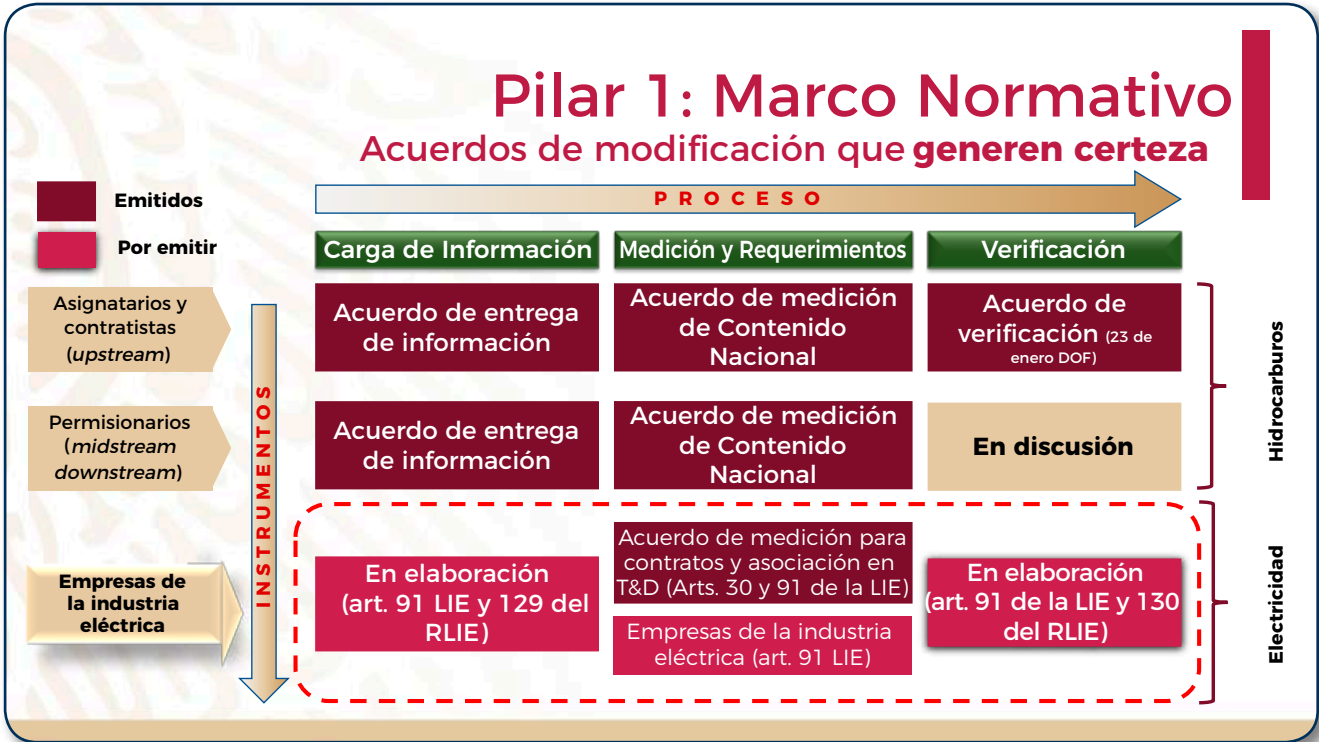 Pilar 1: Marco Normativo
Acuerdos de modificación que generen certeza
Emitidos
Por emitir
PROCESO
Carga de Información
Medición y Requerimientos
Verificación
INSTRUMENTOS
Asignatarios y
contratistas
(upstream)
Acuerdo de entrega
de información
Acuerdo de medición
de Contenido
Nacional
Acuerdo de
verificación (23 de
enero DOF)
Permisionarios
(midstream
downstream)
Acuerdo de entrega
de información
Acuerdo de medición
de Contenido
Nacional
En discusión
Hidrocarburos
Empresas de
la industria
eléctrica
En elaboración
(art. 91 LIE y 129 del
RLIE)
Acuerdo de medición para
contratos y asociación en
T&D (Arts. 30 y 91 de la LIE)
Empresas de la industria
eléctrica (art. 91 LIE)
En elaboración
(art. 91 de la LIE y 130
del RLIE)
Electricidad